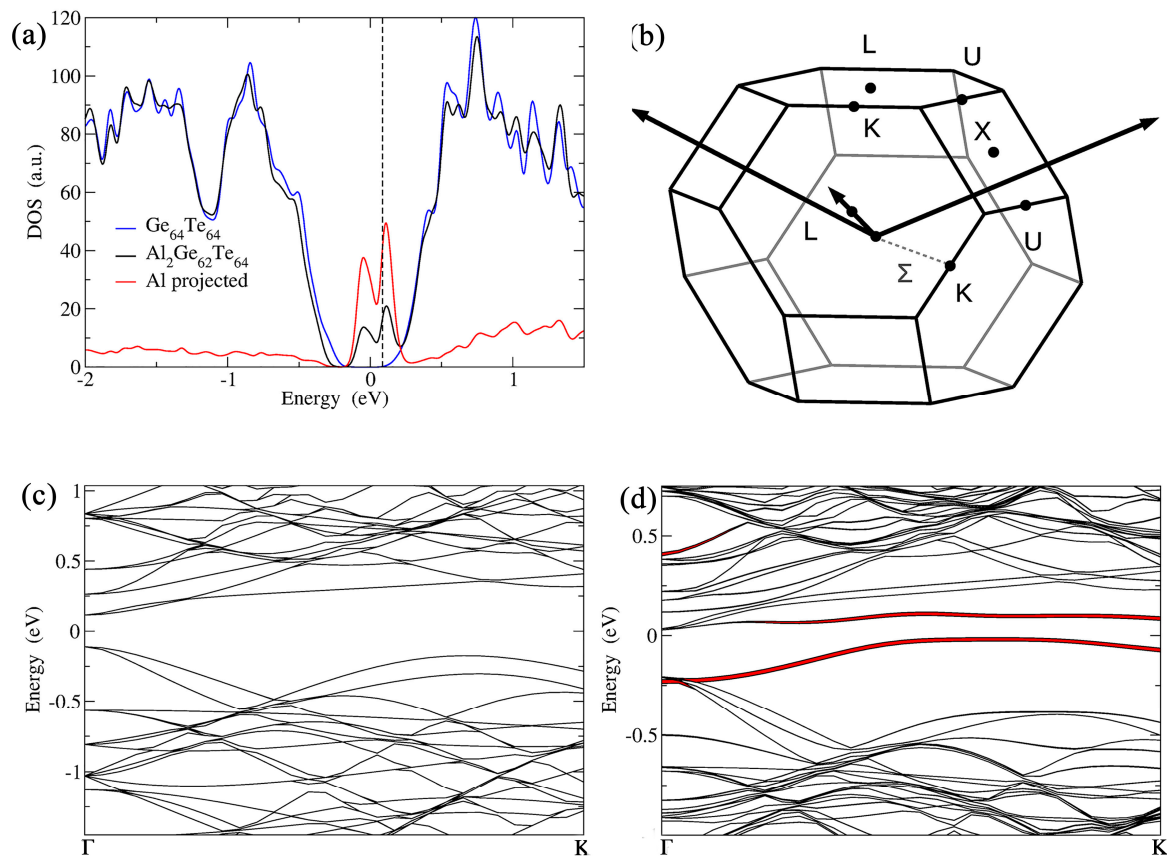 (a)
120
100
80
60
40
20
0
DOS (a.u.)
Ge64Te64
Al2Ge62Te64
Al projected
-2
-1
0
1
Energy (eV)
(b)
L
U
K
X
L
U
Σ
K
(c)
1
0.5
0
-0.5
-1
Energy (eV)
Γ
K
(d)
0.5
0
-0.5
Energy (eV)
Γ
K